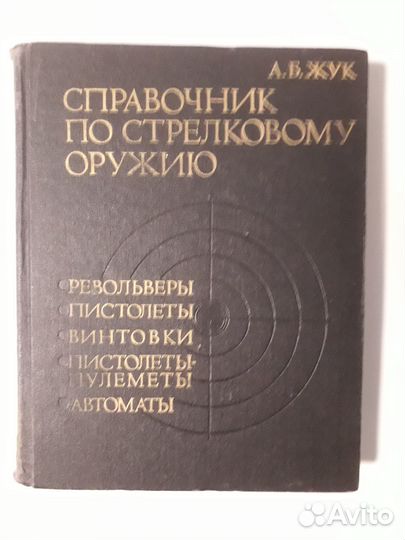 А.Б. ЖУК
СПРАВОЧНИК
ПО СТРЕЛКОВОМУ
ОРУЖИЮ
РЕВОЛЬВЕРЫ
ПИСТОЛЕТЫ
ВИНТОВКИ
ПИСТОЛЕТЫ-
ПУЛЕМЕТЫ
АВТОМАТЫ
Avito